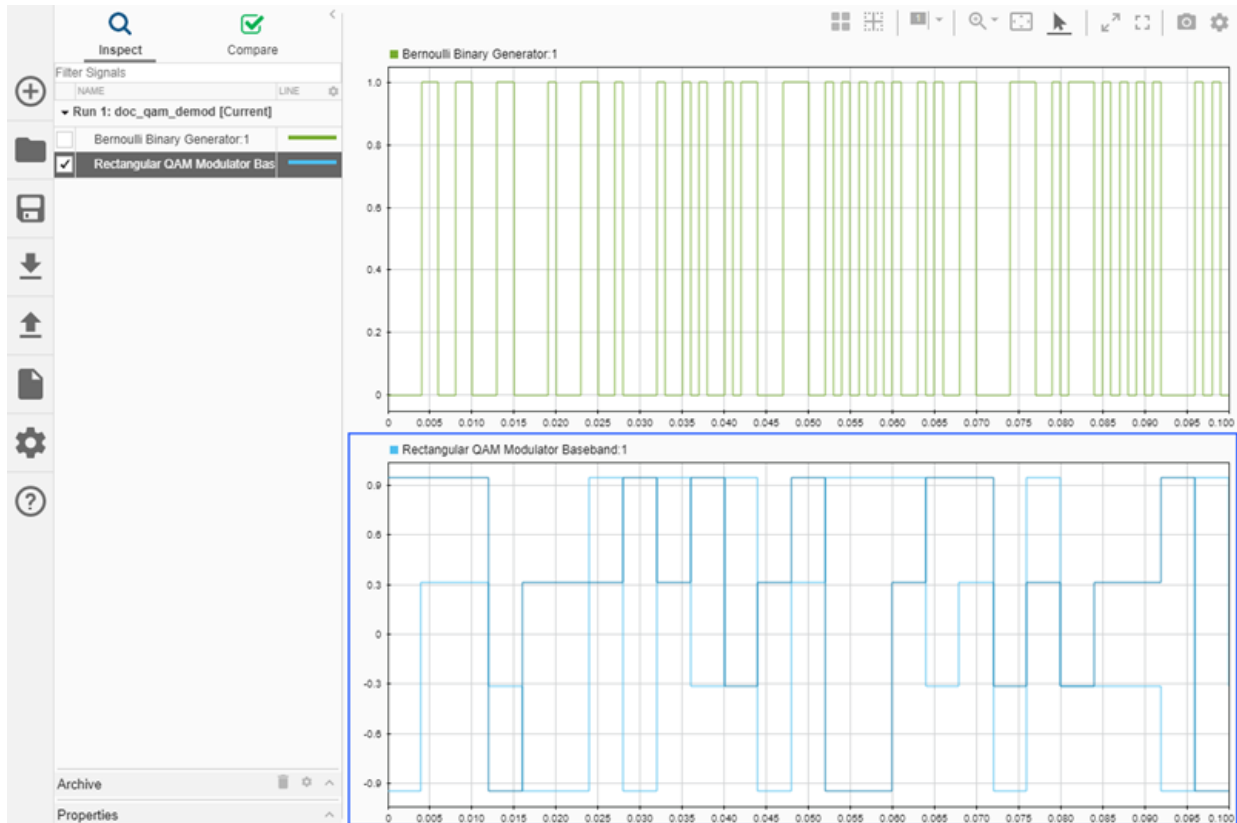 Inspect Compare
Filter Signals
NAME LINE
Run 1: doc_qam_demod [Current]
Bernoulli Binary Generator:1
Rectangular QAM Modulator Bas
Archive
Properties
1
Bernoulli Binary Generator:1
1.0
0.8
0.6
0.4
0.2
0
0 0.005 0.010 0.015 0.020 0.025 0.030 0.035 0.040 0.045 0.050 0.055 0.060 0.065 0.070 0.075 0.080 0.085 0.090 0.095 0.100
Rectangular QAM Modulator Baseband:1
0.9
0.6
0.3
0
-0.3
-0.6
-0.9
0 0.005 0.010 0.015 0.020 0.025 0.030 0.035 0.040 0.045 0.050 0.055 0.060 0.065 0.070 0.075 0.080 0.085 0.090 0.095 0.100